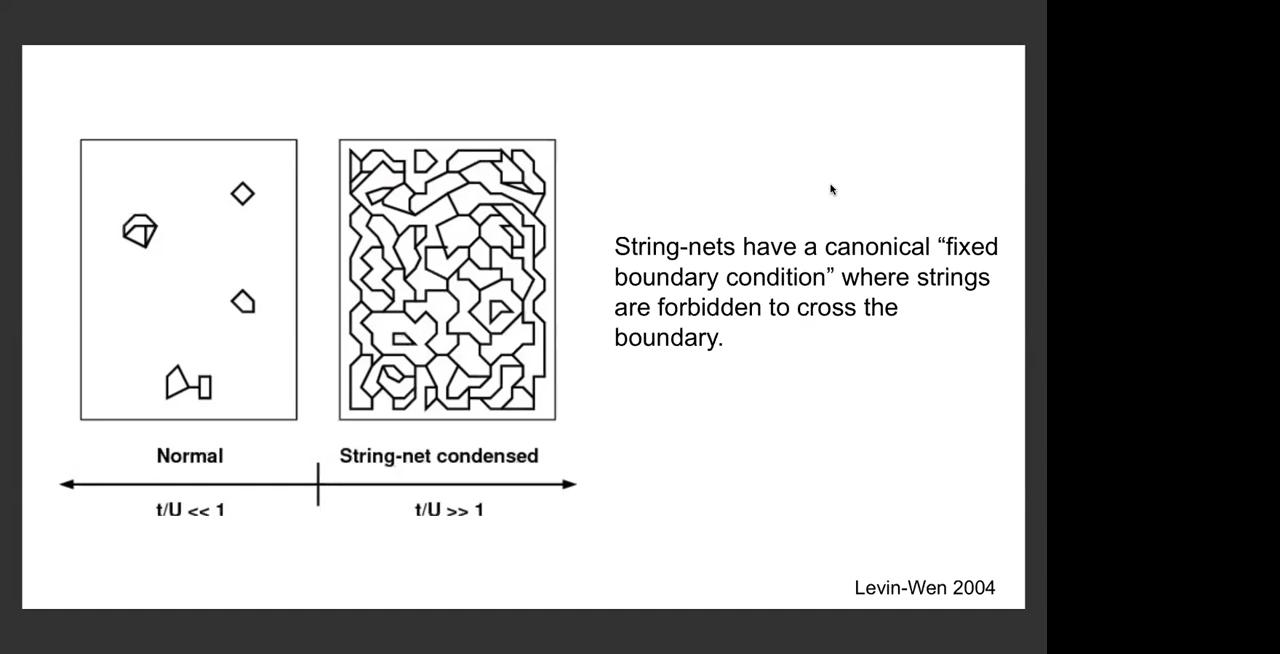 String-nets have a canonical “fixed
boundary condition” where strings
are forbidden to cross the
boundary.
Normal
String-net condensed
t/U << 1
t/U >> 1
Levin-Wen 2004